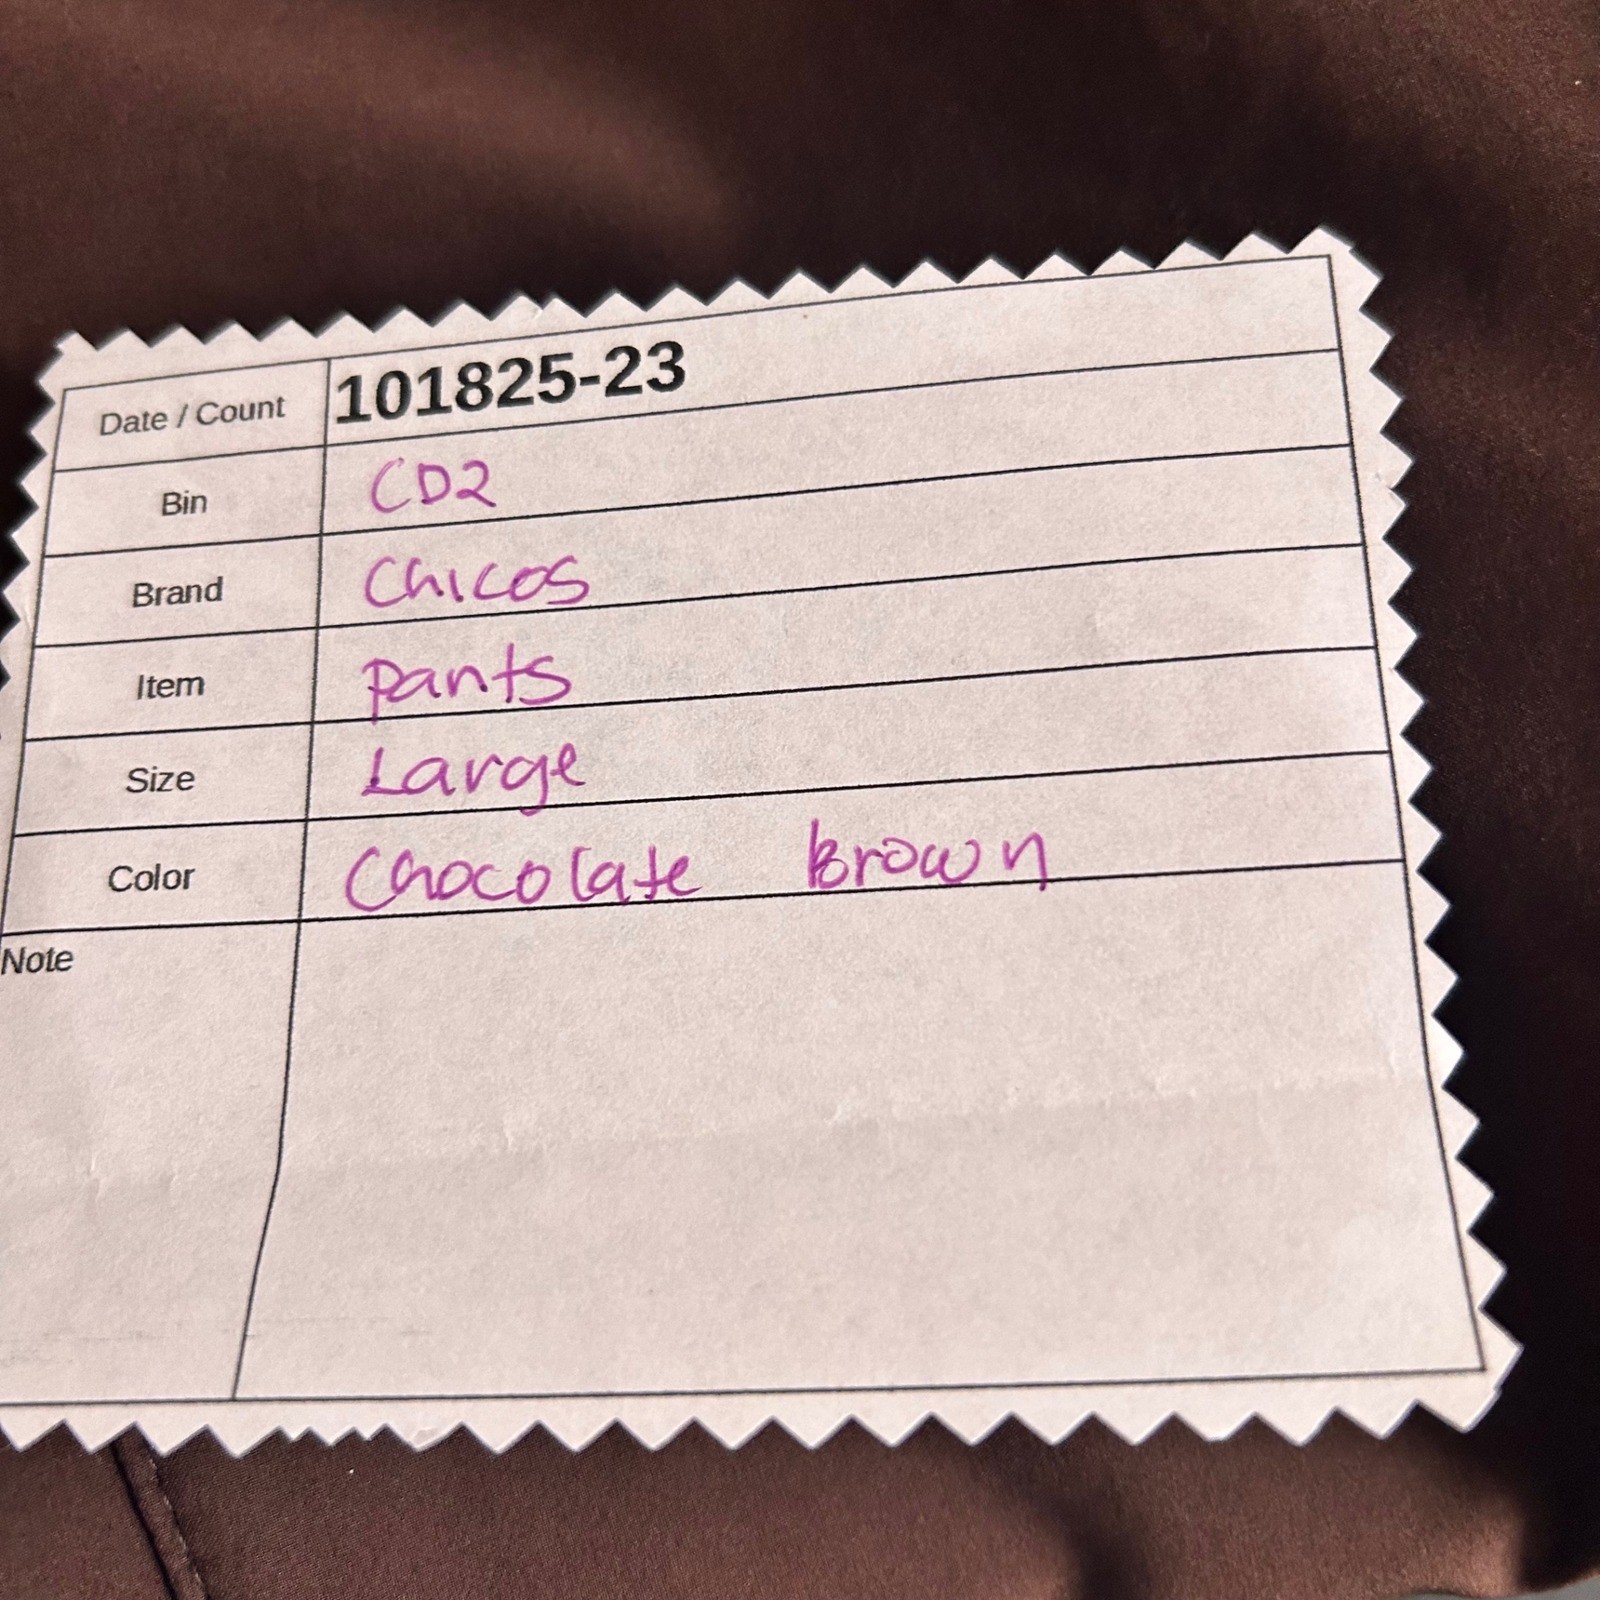 Date / Count 101825-23
Bin CD2
Brand Chicos
Item Pants
Size Large
Color Chocolate Brown
Note